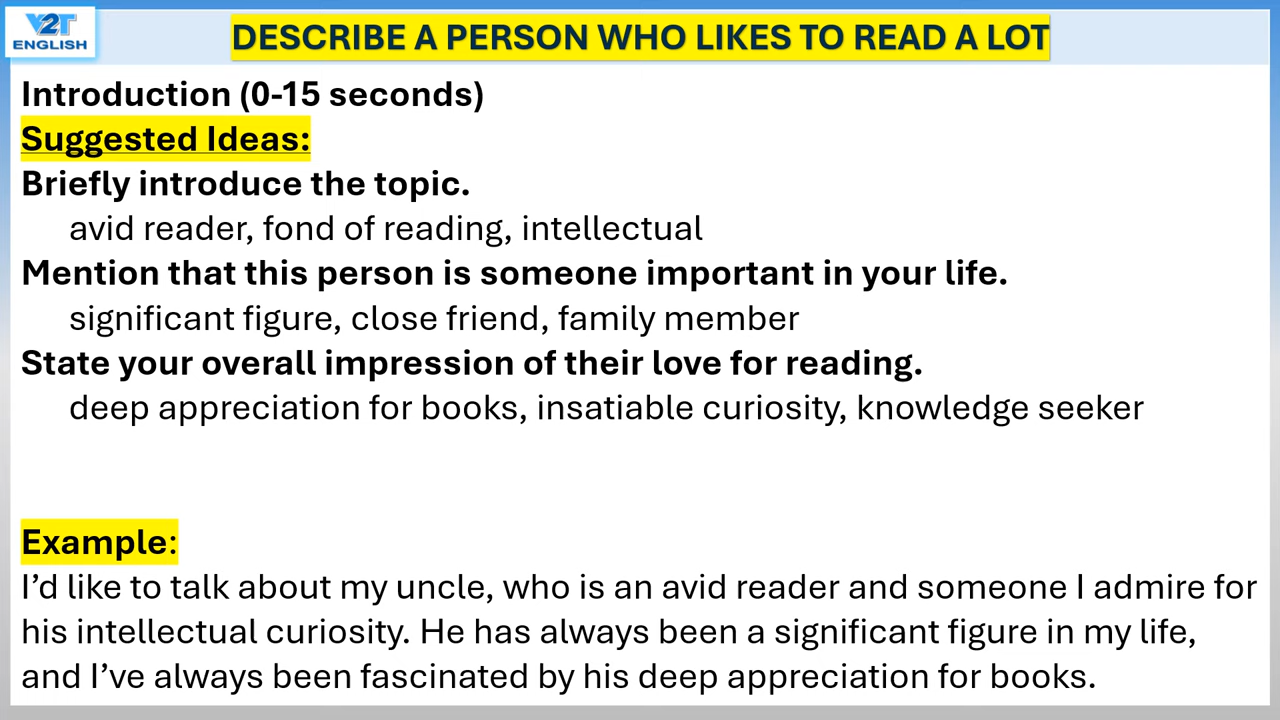 Y2T
ENGLISH
DESCRIBE A PERSON WHO LIKES TO READ A LOT
Introduction (0-15 seconds)
Suggested Ideas:
Briefly introduce the topic.
avid reader, fond of reading, intellectual
Mention that this person is someone important in your life.
significant figure, close friend, family member
State your overall impression of their love for reading.
deep appreciation for books, insatiable curiosity, knowledge seeker
Example:
I’d like to talk about my uncle, who is an avid reader and someone I admire for
his intellectual curiosity. He has always been a significant figure in my life,
and I’ve always been fascinated by his deep appreciation for books.